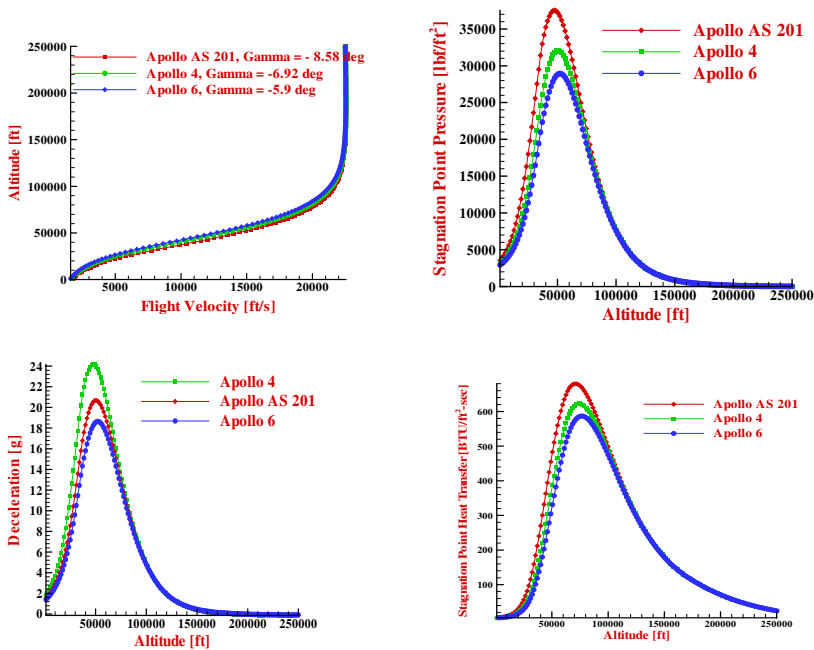 250000
200000
150000
100000
50000
0
Altitude [ft]
Apollo AS 201, Gamma = - 8.58 deg
Apollo 4, Gamma = -6.92 deg
Apollo 6, Gamma = -5.9 deg
5000 10000 15000 20000
Flight Velocity [ft/s]
35000
30000
25000
20000
15000
10000
5000
0
Stagnation Point Pressure [lbf/ft²]
Apollo AS 201
Apollo 4
Apollo 6
50000 100000 150000 200000 250000
Altitude [ft]
24
22
20
18
16
14
12
10
8
6
4
2
0
Deceleration [g]
Apollo 4
Apollo AS 201
Apollo 6
50000 100000 150000 200000 250000
Altitude [ft]
600
500
400
300
200
100
Stagnation Point Heat Transfer [BTU/ft²-sec]
Apollo AS 201
Apollo 4
Apollo 6
50000 100000 150000 200000 250000
Altitude [ft]